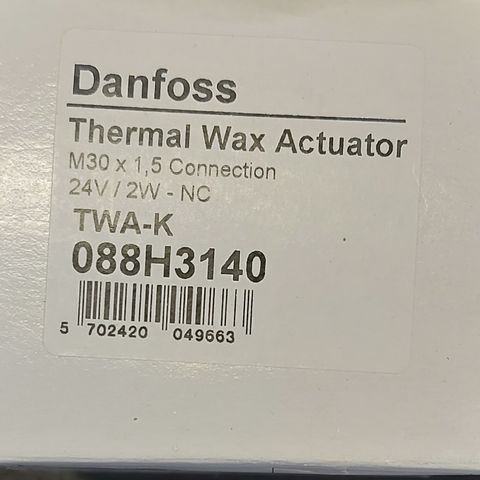 Danfoss
Thermal Wax Actuator
M30 x 1,5 Connection
24V / 2W - NC
TWA-K
088H3140
5 702420 049663